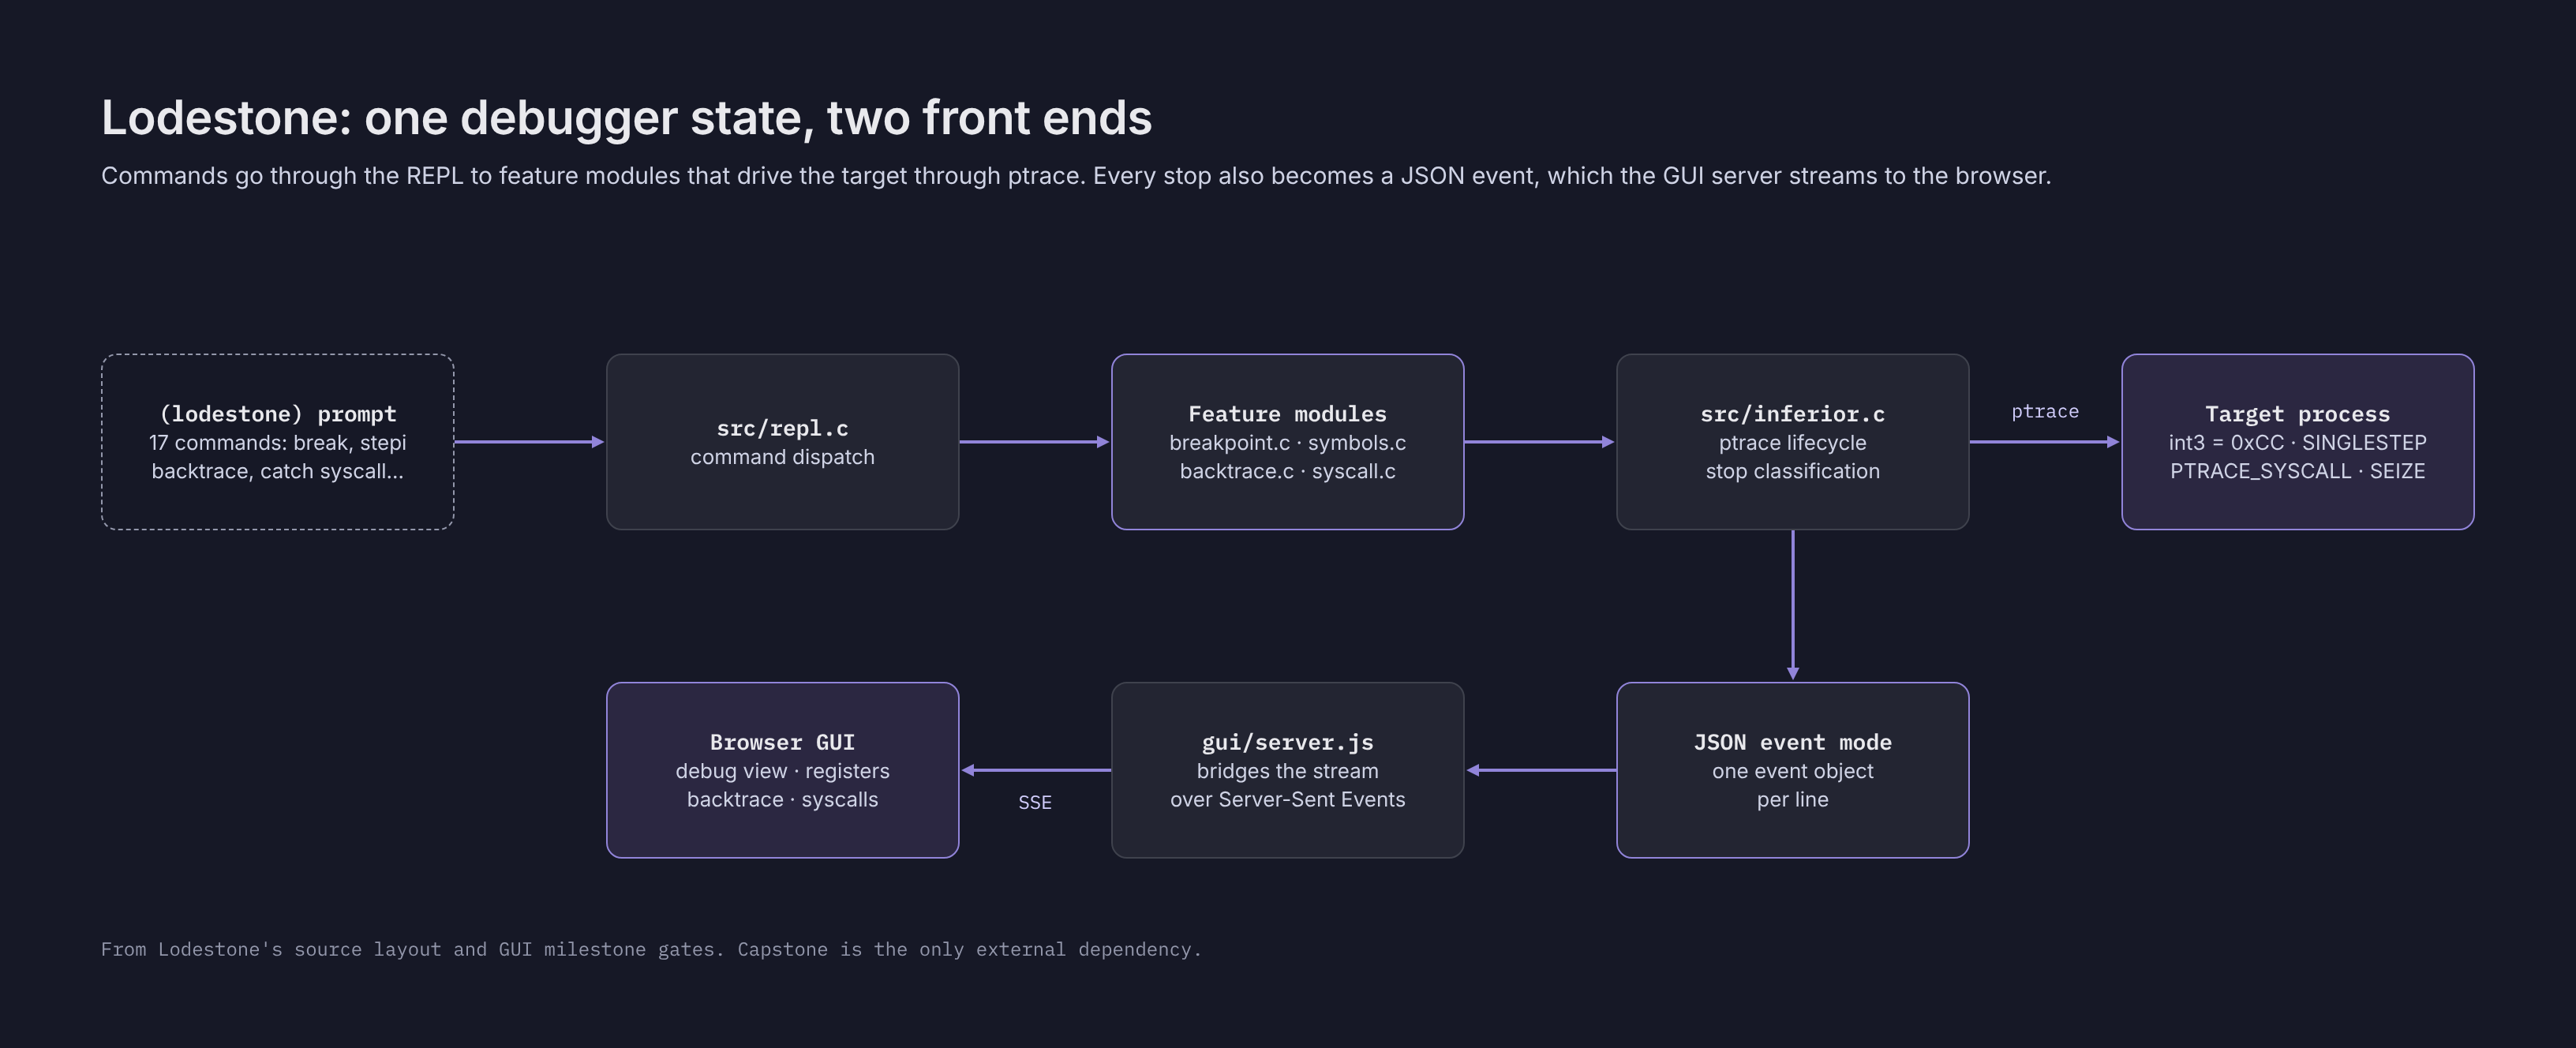 Lodestone: one debugger state, two front ends
Commands go through the REPL to feature modules that drive the target through ptrace. Every stop also becomes a JSON event, which the GUI server streams to the browser.
(lodestone) prompt
17 commands: break, stepi
backtrace, catch syscall...
src/repl.c
command dispatch
Feature modules
breakpoint.c · symbols.c
backtrace.c · syscall.c
src/inferior.c
ptrace lifecycle
stop classification
ptrace
Target process
int3 = 0xCC · SINGLESTEP
PTRACE_SYSCALL · SEIZE
Browser GUI
debug view · registers
backtrace · syscalls
SSE
gui/server.js
bridges the stream
over Server-Sent Events
JSON event mode
one event object
per line
From Lodestone's source layout and GUI milestone gates. Capstone is the only external dependency.